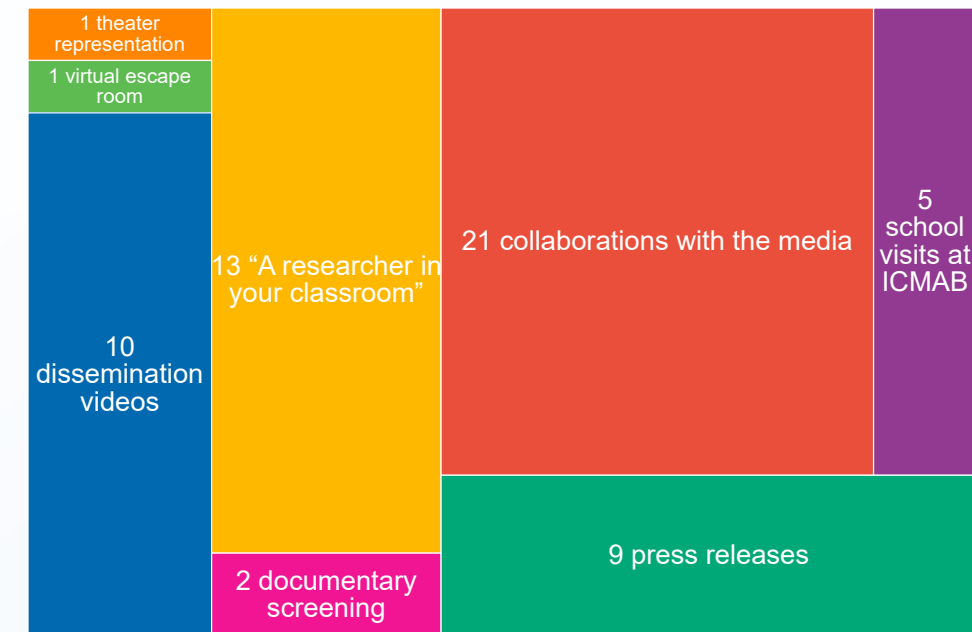 1 theater
representation
1 virtual escape
room
10
dissemination
videos
13 “A researcher in
your classroom”
2 documentary
screening
21 collaborations with the media
5
school
visits at
ICMAB
9 press releases